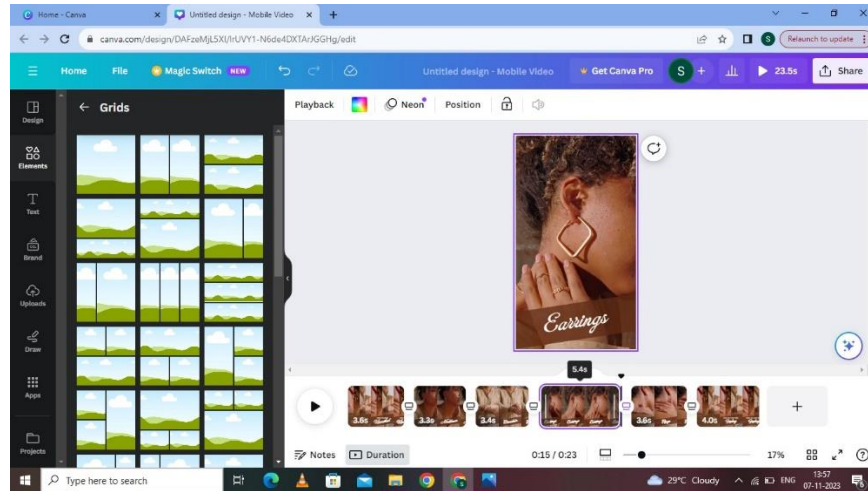 Home - Canva
Untitled design - Mobile Video
canva.com/design/DAFzeMjL5XI/IrUVY1-N6de4DXTArJGGHg/edit
S
Relaunch to update
Home
File
Magic Switch
NEW
Untitled design - Mobile Video
Get Canva Pro
S
23.5s
Share
Design
Elements
Text
Brand
Uploads
Draw
Apps
Projects
Grids
Playback
Neon
Position
Earrings
5.4s
3.6s
3.3s
3.4s
3.6s
4.0s
Notes
Duration
0:15 / 0:23
17%
Type here to search
29°C Cloudy
ENG
13:57
07-11-2023